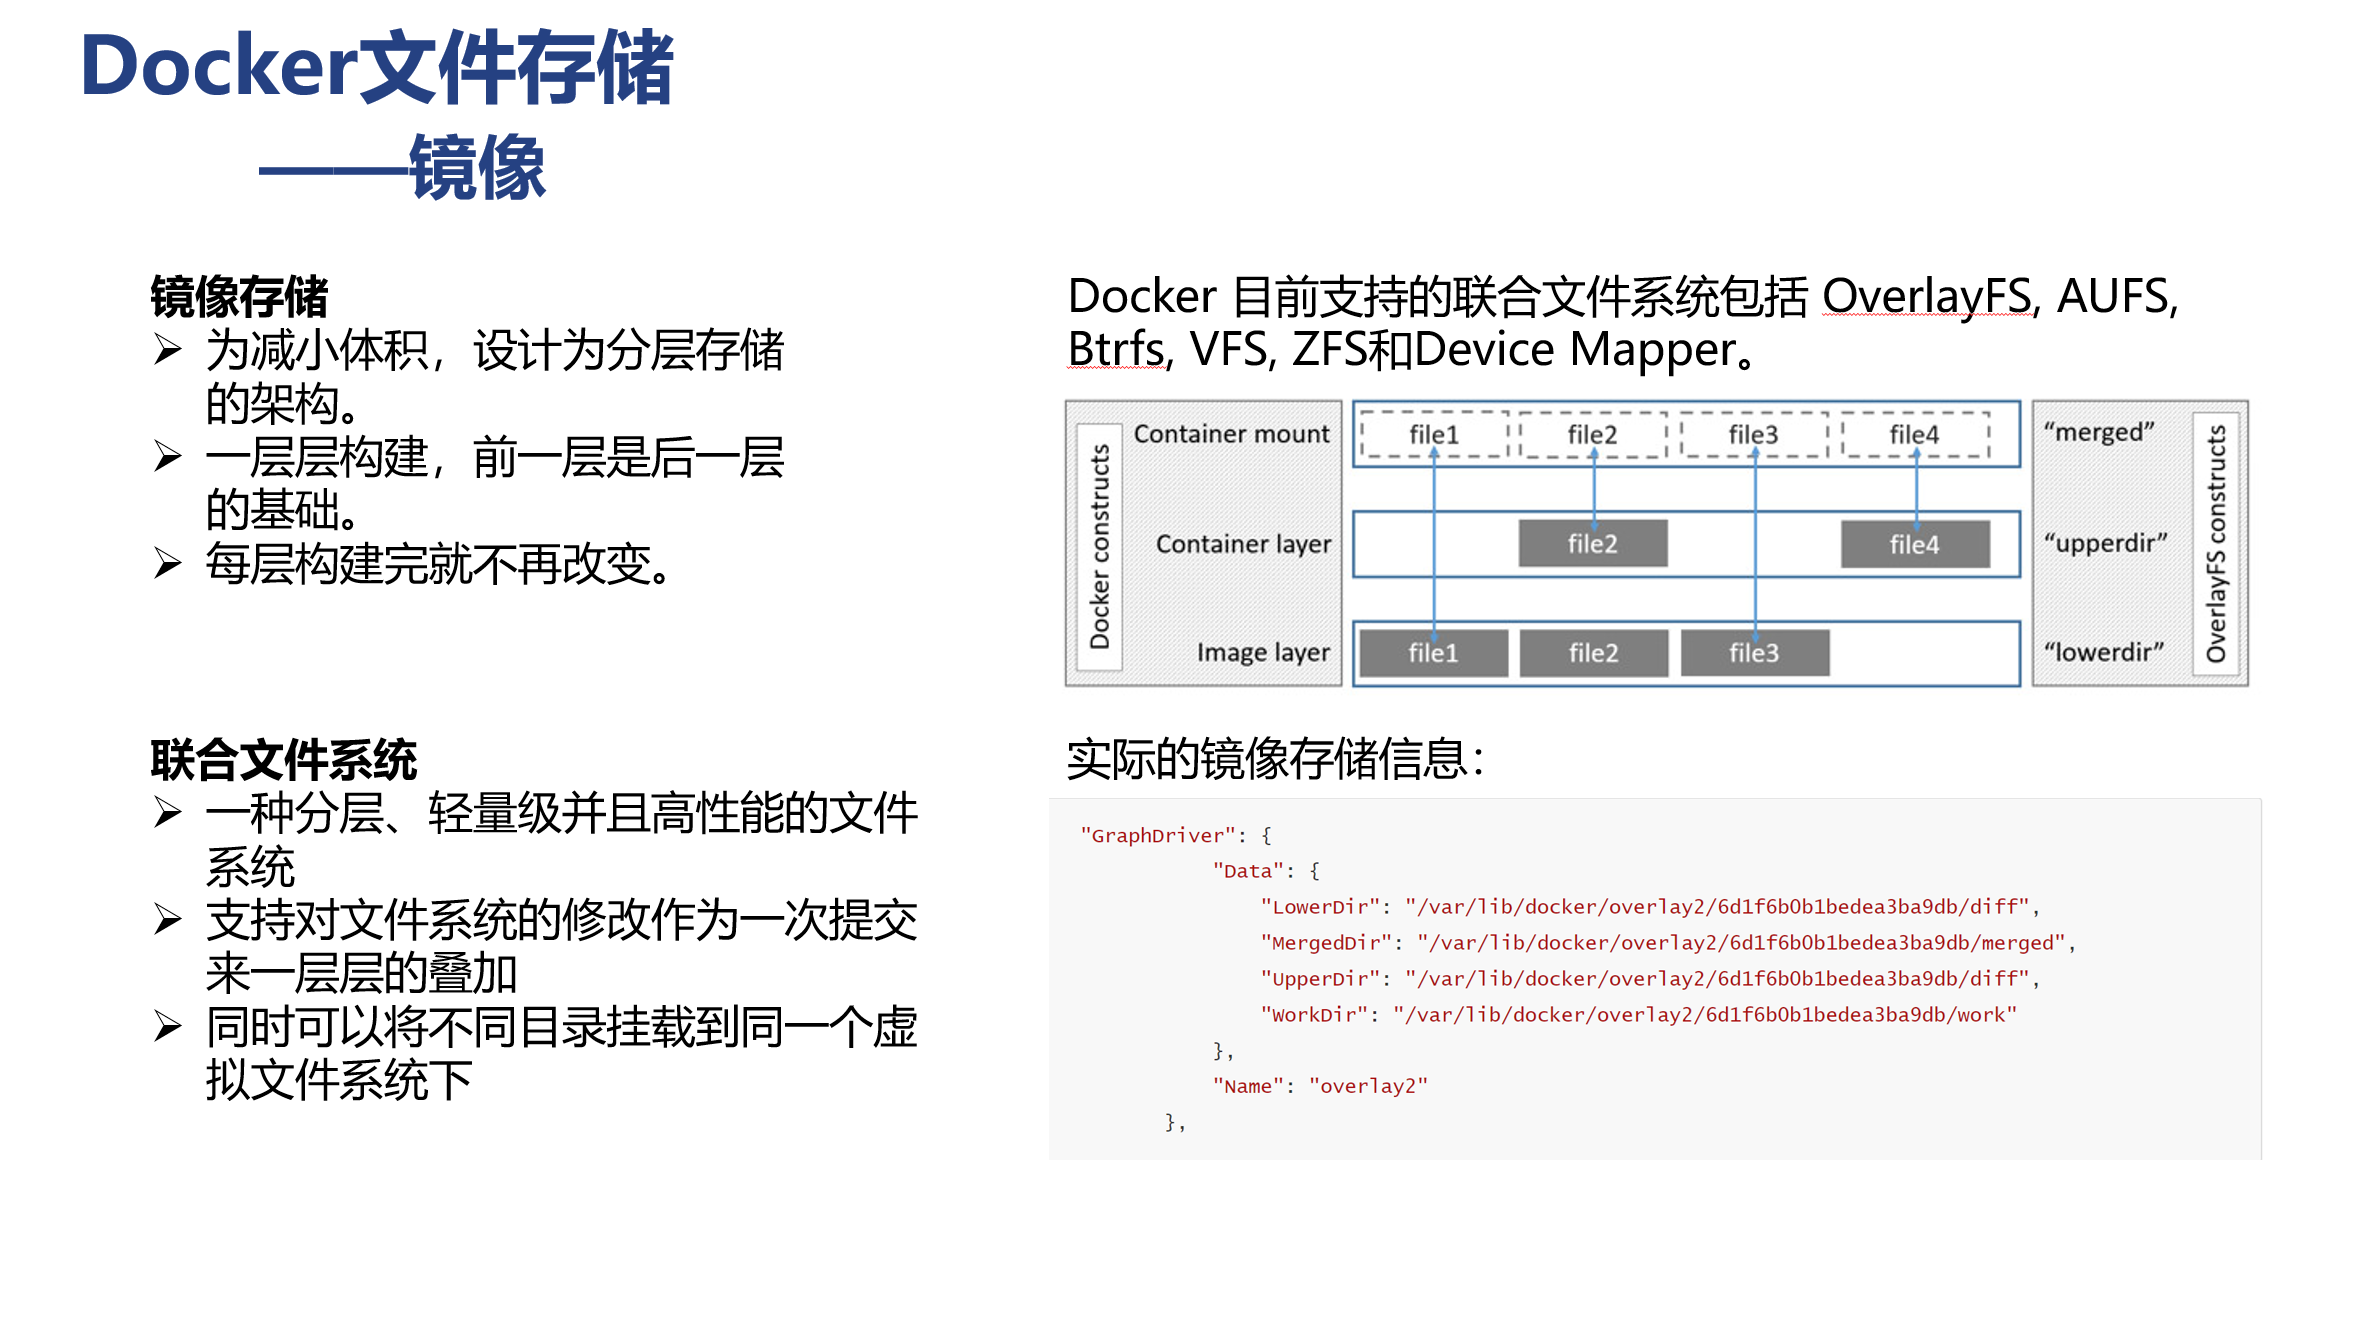 Docker文件存储
——镜像
镜像存储
➢ 为减小体积，设计为分层存储
的架构。
➢ 一层层构建，前一层是后一层
的基础。
➢ 每层构建完就不再改变。
联合文件系统
➢ 一种分层、轻量级并且高性能的文件
系统
➢ 支持对文件系统的修改作为一次提交
来一层层的叠加
➢ 同时可以将不同目录挂载到同一个虚
拟文件系统下
Docker 目前支持的联合文件系统包括 OverlayFS, AUFS,
Btrfs, VFS, ZFS和Device Mapper。
Docker constructs
Container mount
file1 file2 file3 file4
“merged”
Container layer
file2 file4
“upperdir”
Image layer
file1 file2 file3
“lowerdir”
OverlayFS constructs
实际的镜像存储信息：
"GraphDriver": {
"Data": {
"LowerDir": "/var/lib/docker/overlay2/6d1f6b0b1bedea3ba9db/diff",
"MergedDir": "/var/lib/docker/overlay2/6d1f6b0b1bedea3ba9db/merged",
"UpperDir": "/var/lib/docker/overlay2/6d1f6b0b1bedea3ba9db/diff",
"WorkDir": "/var/lib/docker/overlay2/6d1f6b0b1bedea3ba9db/work"
},
"Name": "overlay2"
},